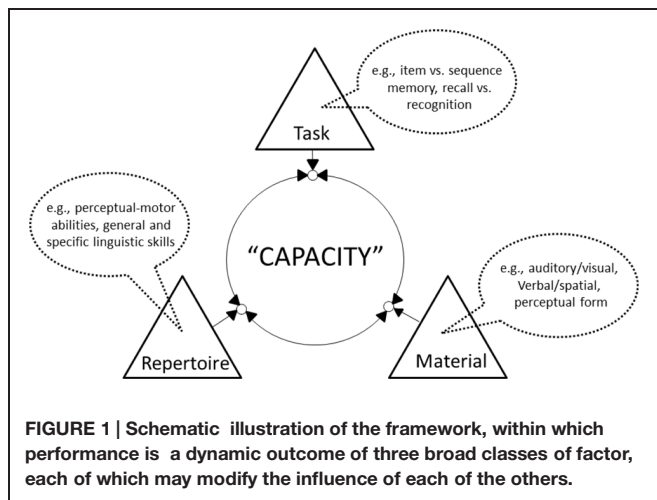 e.g., item vs. sequence
memory, recall vs.
recognition
Task
e.g., perceptual-motor
abilities, general and
specific linguistic skills
"CAPACITY"
e.g., auditory/visual,
Verbal/spatial,
perceptual form
Repertoire
Material
FIGURE 1 | Schematic illustration of the framework, within which
performance is a dynamic outcome of three broad classes of factor,
each of which may modify the influence of each of the others.